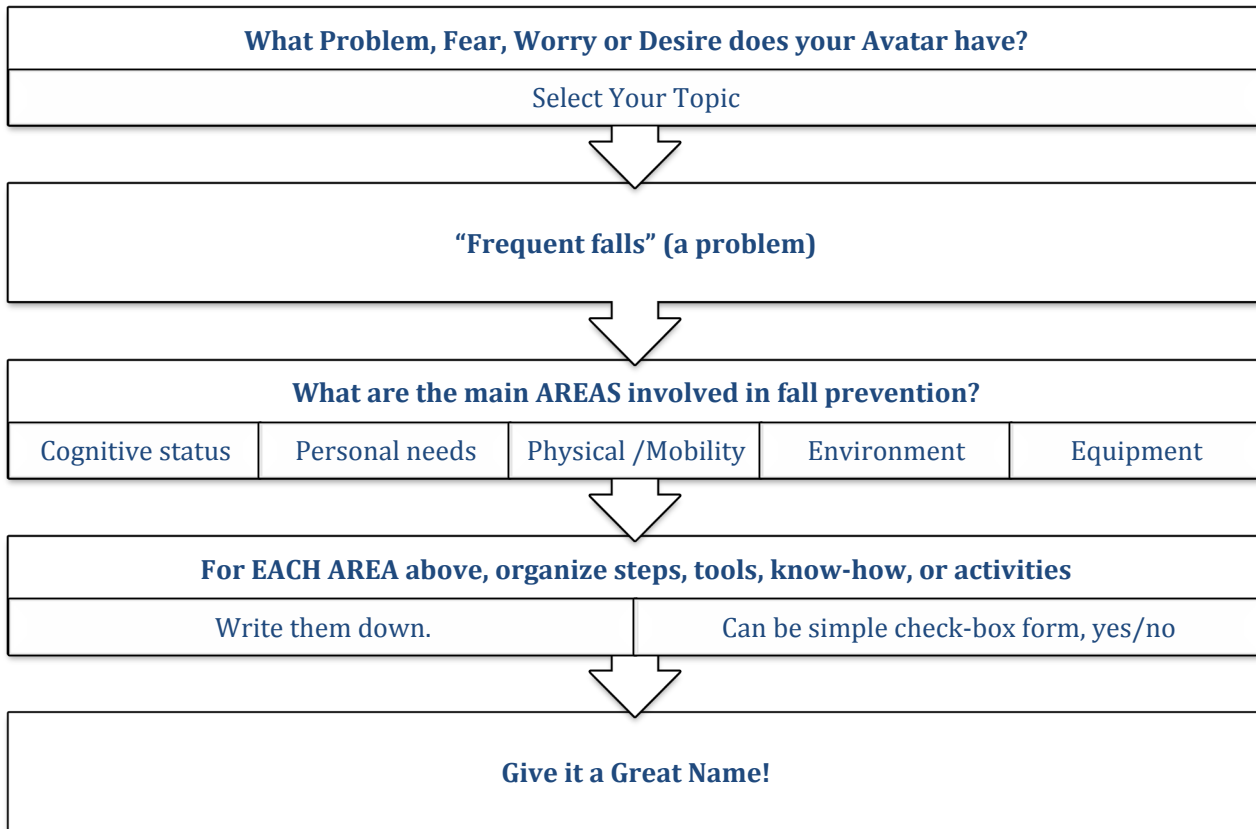 What Problem, Fear, Worry or Desire does your Avatar have?
Select Your Topic
“Frequent falls” (a problem)
What are the main AREAS involved in fall prevention?
Cognitive status
Personal needs
Physical /Mobility
Environment
Equipment
For EACH AREA above, organize steps, tools, know-how, or activities
Write them down.
Can be simple check-box form, yes/no
Give it a Great Name!